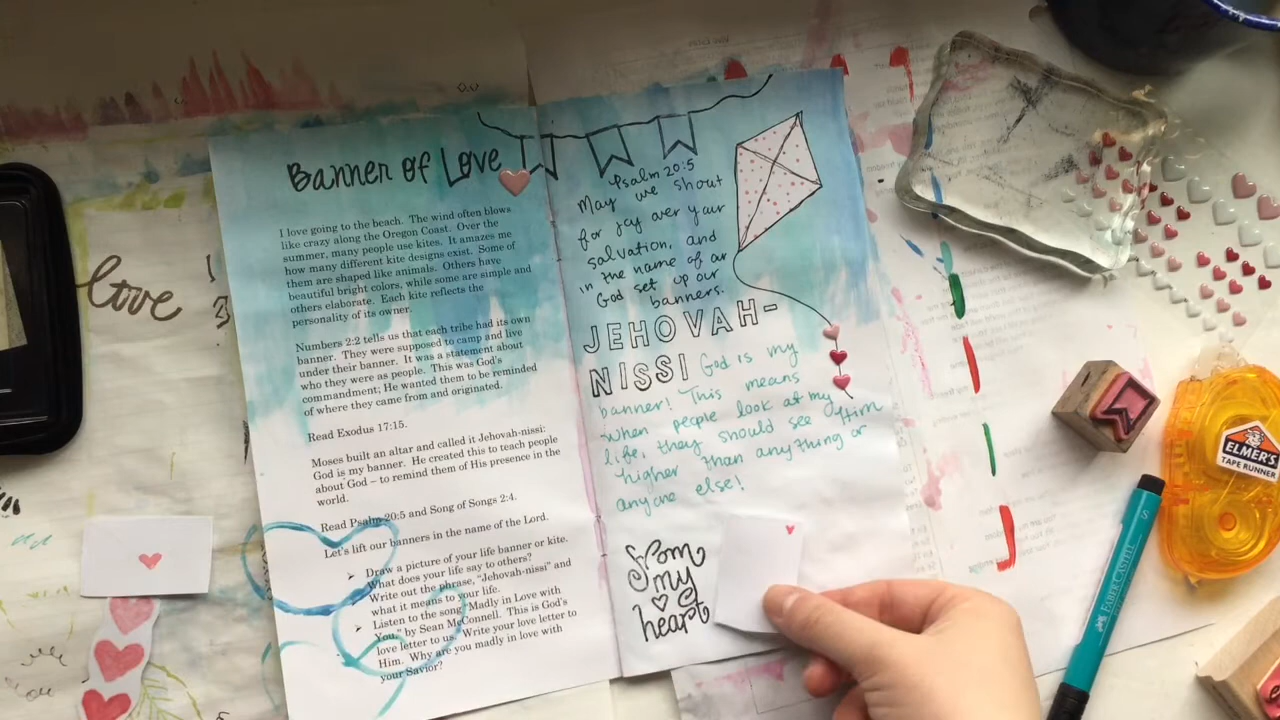 Banner of Love
I love going to the beach. The wind often blows
like crazy along the Oregon Coast. Over the
summer, many people use kites. It amazes me
how many different kite designs exist. Some of
them are shaped like animals. Others have
beautiful bright colors, while some are simple and
others elaborate. Each kite reflects the
personality of its owner.
Numbers 2:2 tells us that each tribe had its own
banner. They were supposed to camp and live
under their banner. It was a statement about
who they were as people. This was God's
commandment; He wanted them to be reminded
of where they came from and originated.
Read Exodus 17:15.
Moses built an altar and called it Jehovah-nissi:
God is my banner. He created this to teach people
about God – to remind them of His presence in the
world.
Read Psalm 20:5 and Song of Songs 2:4.
Let's lift our banners in the name of the Lord.
➢ Draw a picture of your life banner or kite.
What does your life say to others?
Write out the phrase, "Jehovah-nissi" and
what it means to your life.
➢ Listen to the song, Madly in Love with
You, by Sean McConnell. This is God's
love letter to us. Write your love letter to
Him. Why are you madly in love with
your Savior?
Psalm 20:5
May we shout
for joy over your
salvation, and
in the name of or
God set up our
banners.
JEHOVAH-
NISSI God is my
banner! This means
when people look at my
life, they should see Him
higher than anything or
anyone else!
From
my
heart
love
ELMER'S
TAPE RUNNER
FABER-CASTELL
S